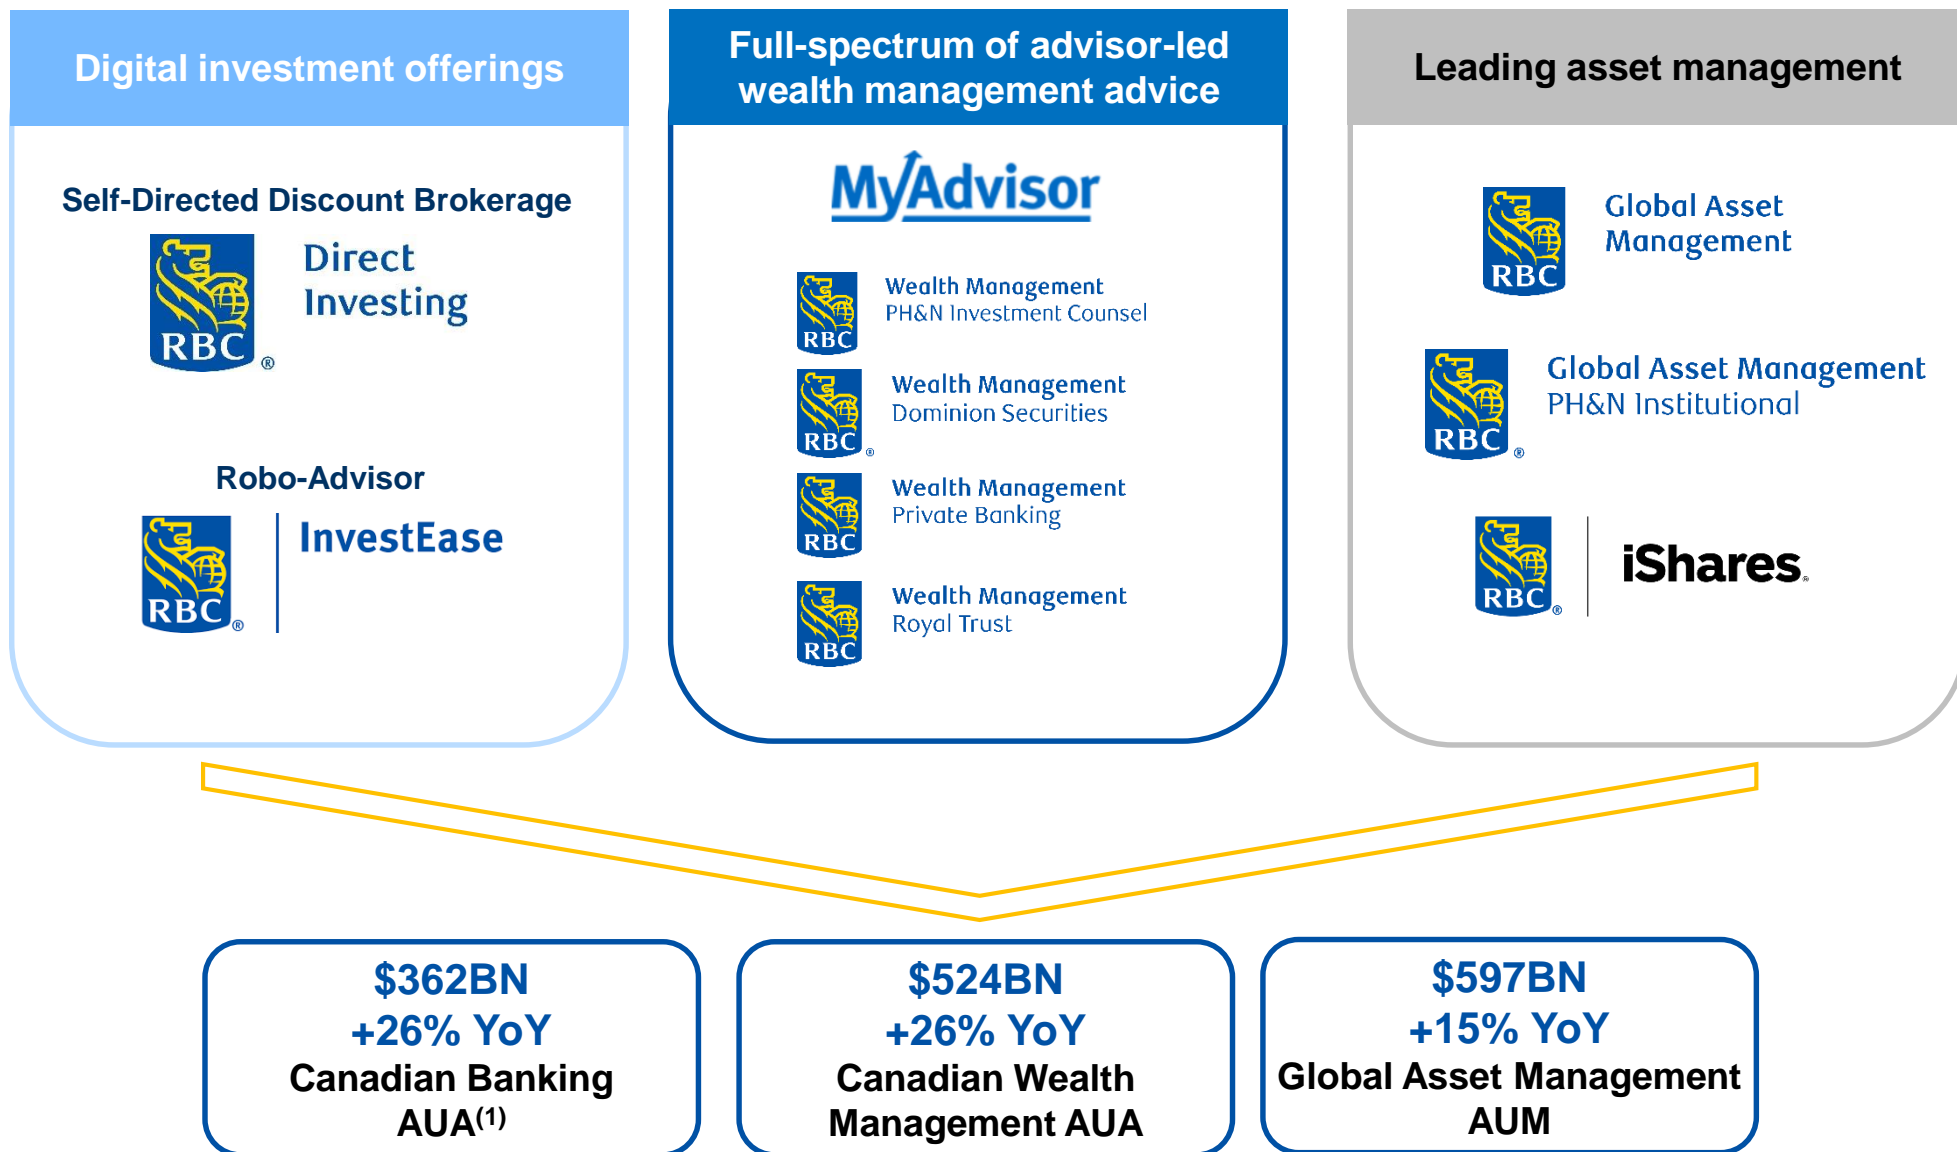 Digital investment offerings
Self-Directed Discount Brokerage
RBC ®
Direct
Investing
Robo-Advisor
RBC ®
InvestEase
Full-spectrum of advisor-led
wealth management advice
MyAdvisor
RBC
Wealth Management
PH&N Investment Counsel
RBC ®
Wealth Management
Dominion Securities
RBC
Wealth Management
Private Banking
RBC
Wealth Management
Royal Trust
Leading asset management
RBC
Global Asset
Management
RBC ®
Global Asset Management
PH&N Institutional
RBC ®
iShares.
$362BN
+26% YoY
Canadian Banking
AUA(1)
$524BN
+26% YoY
Canadian Wealth
Management AUA
$597BN
+15% YoY
Global Asset Management
AUM